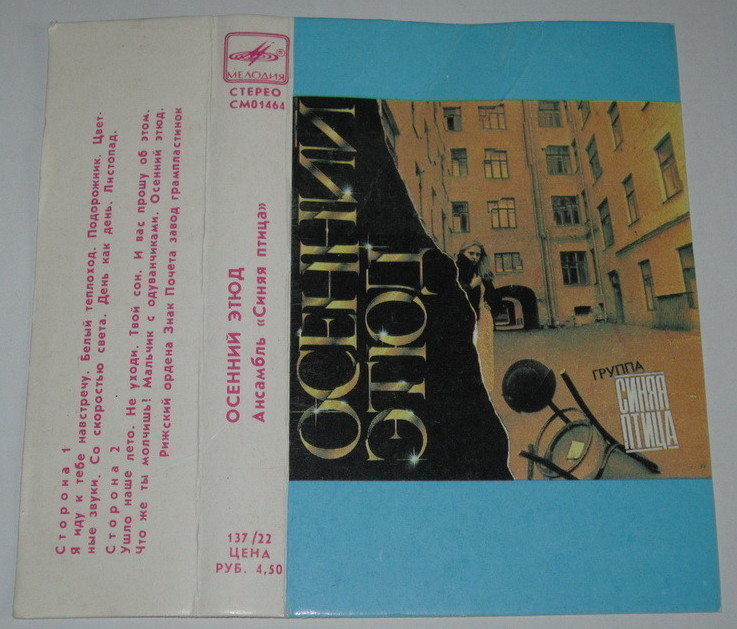 Сторона 1
Я иду к тебе навстречу. Белый теплоход. Подорожник. Цвет-
ные звуки. Со скоростью света. День как день. Листопад.
Сторона 2
Ушло наше лето. Не уходи. Твой сон. И вас прошу об этом.
Что же ты молчишь! Мальчик с одуванчиками. Осенний этюд.
Рижский ордена Знак Почета завод грампластинок
МЕЛОДИЯ
СТЕРЕО
СМ01464
ОСЕННИЙ ЭТЮД
Ансамбль «Синяя птица»
137/22
ЦЕНА
РУБ. 4,50
ОСЕННИЙ
ЭТЮД
ГРУППА
СИНЯЯ
ПТИЦА